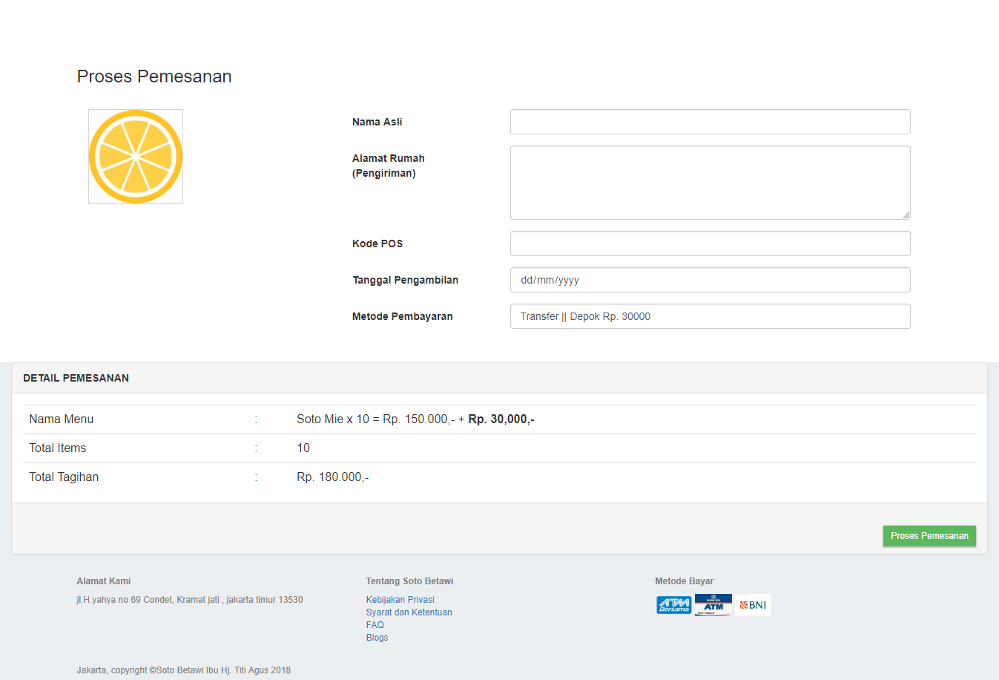 Proses Pemesanan
Nama Asli
Alamat Rumah
(Pengiriman)
Kode POS
Tanggal Pengambilan
dd/mm/yyyy
Metode Pembayaran
Transfer || Depok Rp. 30000
DETAIL PEMESANAN
Nama Menu : Soto Mie x 10 = Rp. 150.000,- + Rp. 30,000,-
Total Items : 10
Total Tagihan : Rp. 180.000,-
Proses Pemesanan
Alamat Kami
jl.H.yahya no 69 Condet, Kramat jati , jakarta timur 13530
Tentang Soto Betawi
Kebijakan Privasi
Syarat dan Ketentuan
FAQ
Blogs
Metode Bayar
ATM
Bersama
ATM
BNI
Jakarta, copyright ©Soto Betawi Ibu Hj. Titi Agus 2018